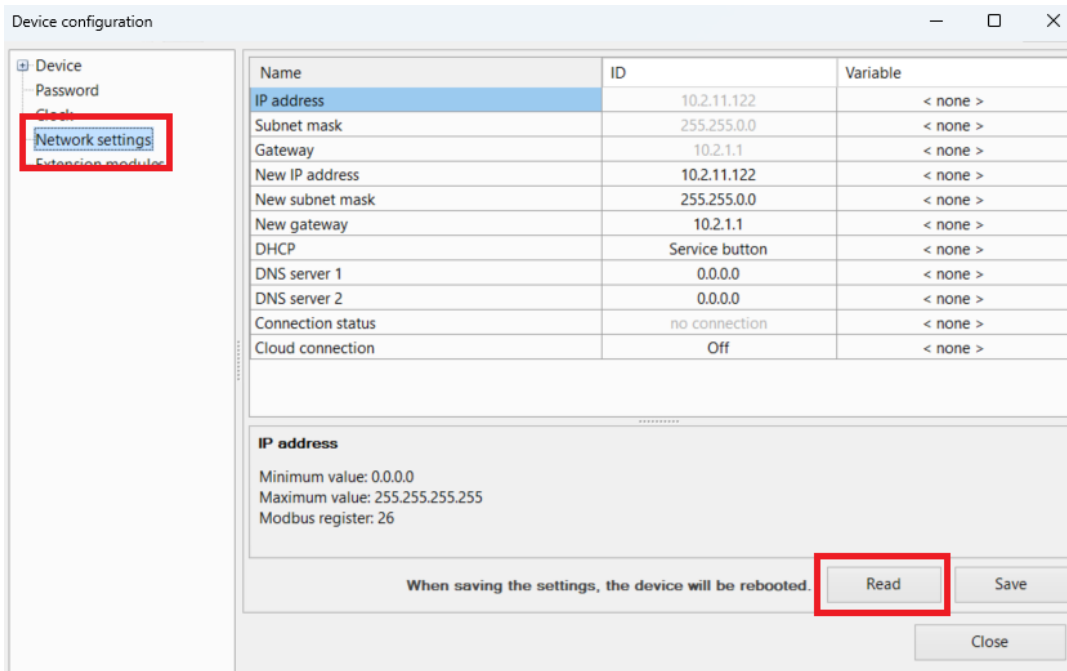 Device configuration
Device
Password
Clock
Network settings
Extension modules
Name ID Variable
IP address 10.2.11.122 < none >
Subnet mask 255.255.0.0 < none >
Gateway 10.2.1.1 < none >
New IP address 10.2.11.122 < none >
New subnet mask 255.255.0.0 < none >
New gateway 10.2.1.1 < none >
DHCP Service button < none >
DNS server 1 0.0.0.0 < none >
DNS server 2 0.0.0.0 < none >
Connection status no connection < none >
Cloud connection Off < none >
IP address
Minimum value: 0.0.0.0
Maximum value: 255.255.255.255
Modbus register: 26
When saving the settings, the device will be rebooted. Read Save
Close